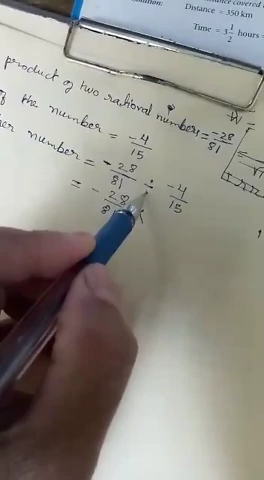 Distance = 350 km
Time = 3 1/2 hours =
product of two rational numbers = -28/81
of the number = -4/15
number = -28/81 ÷ -4/15
= -28